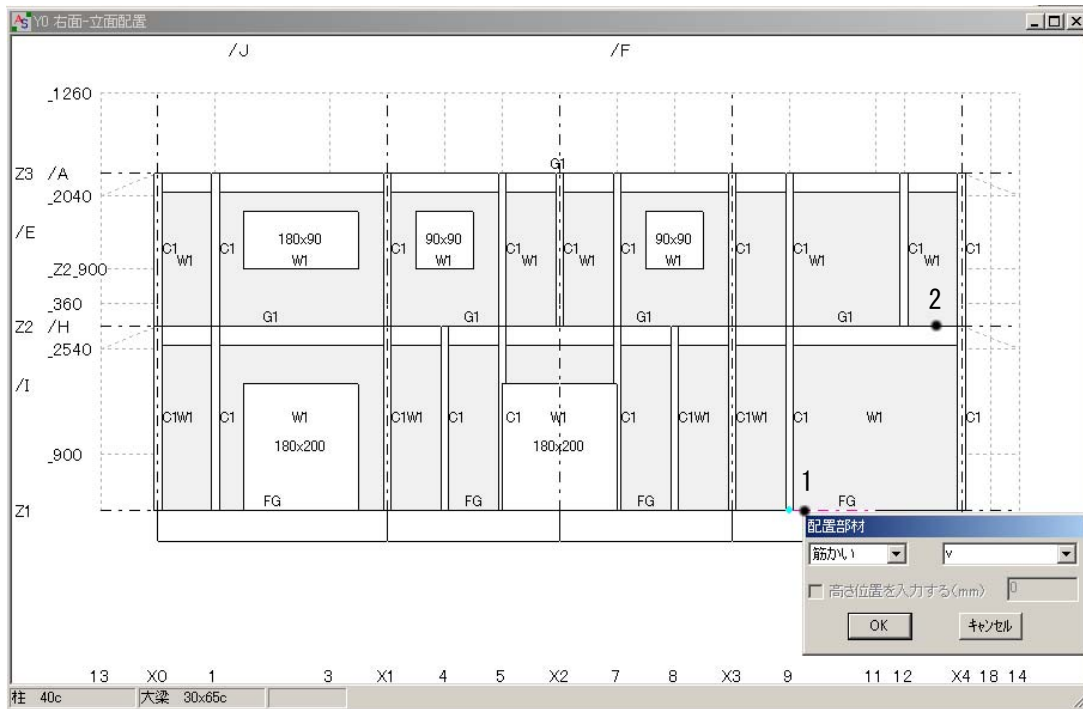 Y0 右面-立面配置
/J /F
_1260
G1
Z3 /A
_2040
/E
180x90 90x90 90x90
C1 C1 C1 C1 C1 C1 C1 C1 C1
W1 W1 W1 W1 W1 W1 W1 W1
_Z2,900
2
_360
G1 G1 G1 G1
Z2 /H
_2540
/I
C1W1 C1 W1 C1W1 C1 C1 W1 C1 C1W1 C1W1 C1 W1 C1
180x200 180x200
_900
1
FG FG FG FG
Z1
配置部材
筋かい v
高さ位置を入力する(mm) 0
OK キャンセル
13 X0 1 3 X1 4 5 X2 7 8 X3 9 11 12 X4 18 14
柱 40c 大梁 30x65c